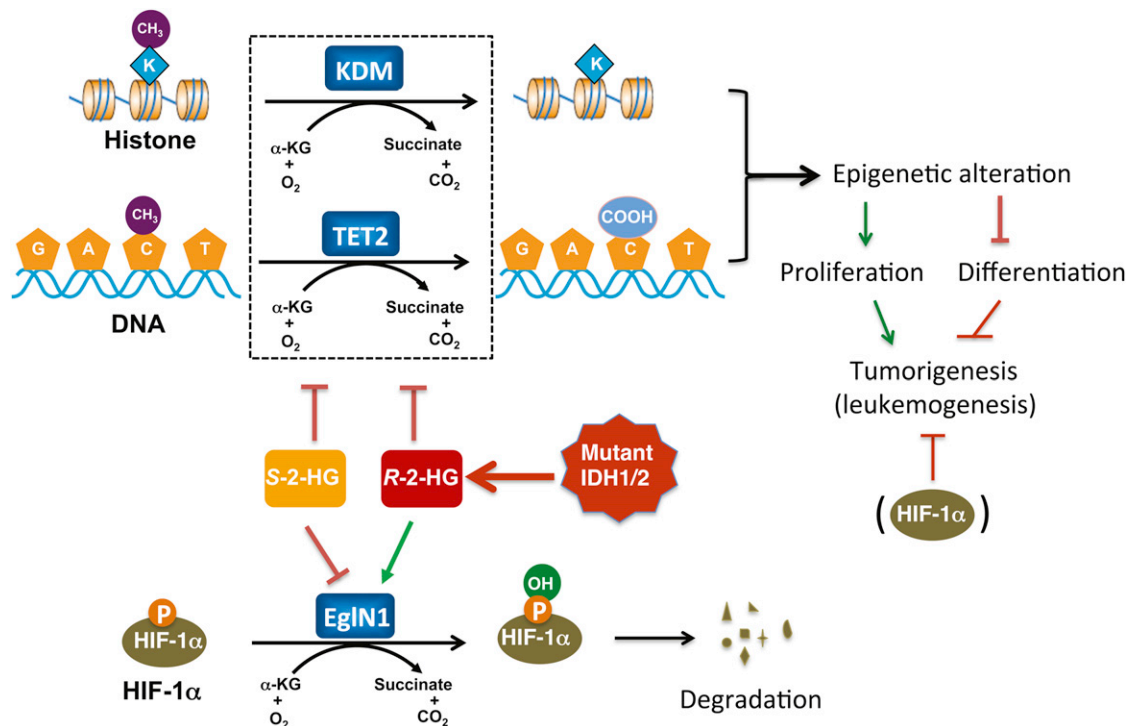 CH3
K
Histone
KDM
α-KG
+
O2
Succinate
+
CO2
K
CH3
G A C T
DNA
TET2
α-KG
+
O2
Succinate
+
CO2
COOH
G A C T
Epigenetic alteration
Proliferation
Differentiation
Tumorigenesis
(leukemogenesis)
( HIF-1α )
S-2-HG
R-2-HG
Mutant
IDH1/2
P
HIF-1α
HIF-1α
EglN1
α-KG
+
O2
Succinate
+
CO2
OH
P
HIF-1α
Degradation